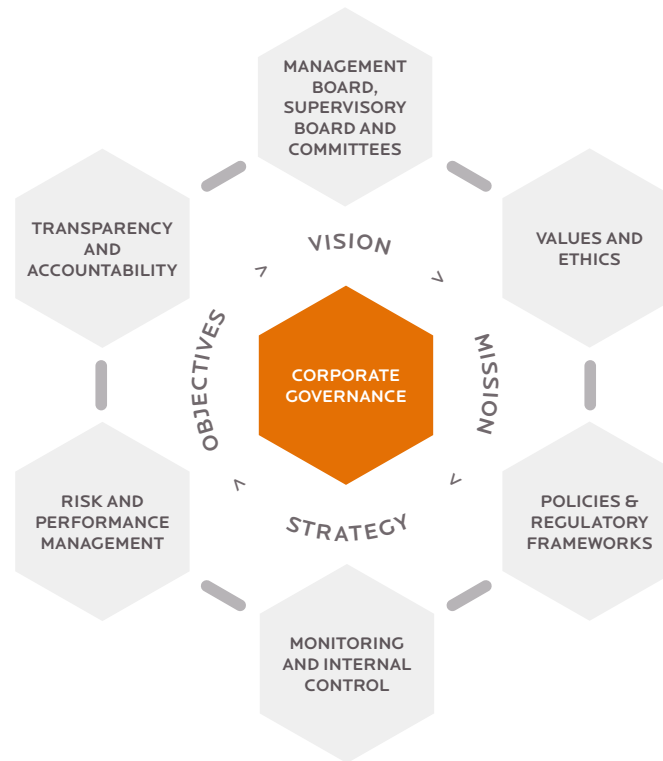 MANAGEMENT
BOARD,
SUPERVISORY
BOARD AND
COMMITTEES
TRANSPARENCY
AND
ACCOUNTABILITY
VALUES AND
ETHICS
VISION
MISSION
STRATEGY
OBJECTIVES
CORPORATE
GOVERNANCE
RISK AND
PERFORMANCE
MANAGEMENT
POLICIES &
REGULATORY
FRAMEWORKS
MONITORING
AND INTERNAL
CONTROL